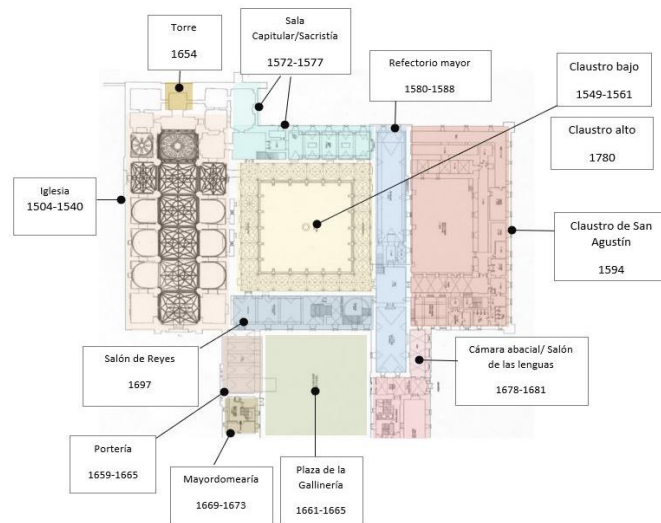 Torre
1654
Sala
Capitular/Sacristía
1572-1577
Refectorio mayor
1580-1588
Claustro bajo
1549-1561
Claustro alto
1780
Iglesia
1504-1540
Claustro de San
Agustín
1594
Salón de Reyes
1697
Cámara abacial/ Salón
de las lenguas
1678-1681
Portería
1659-1665
Mayordomearía
1669-1673
Plaza de la
Gallinería
1661-1665